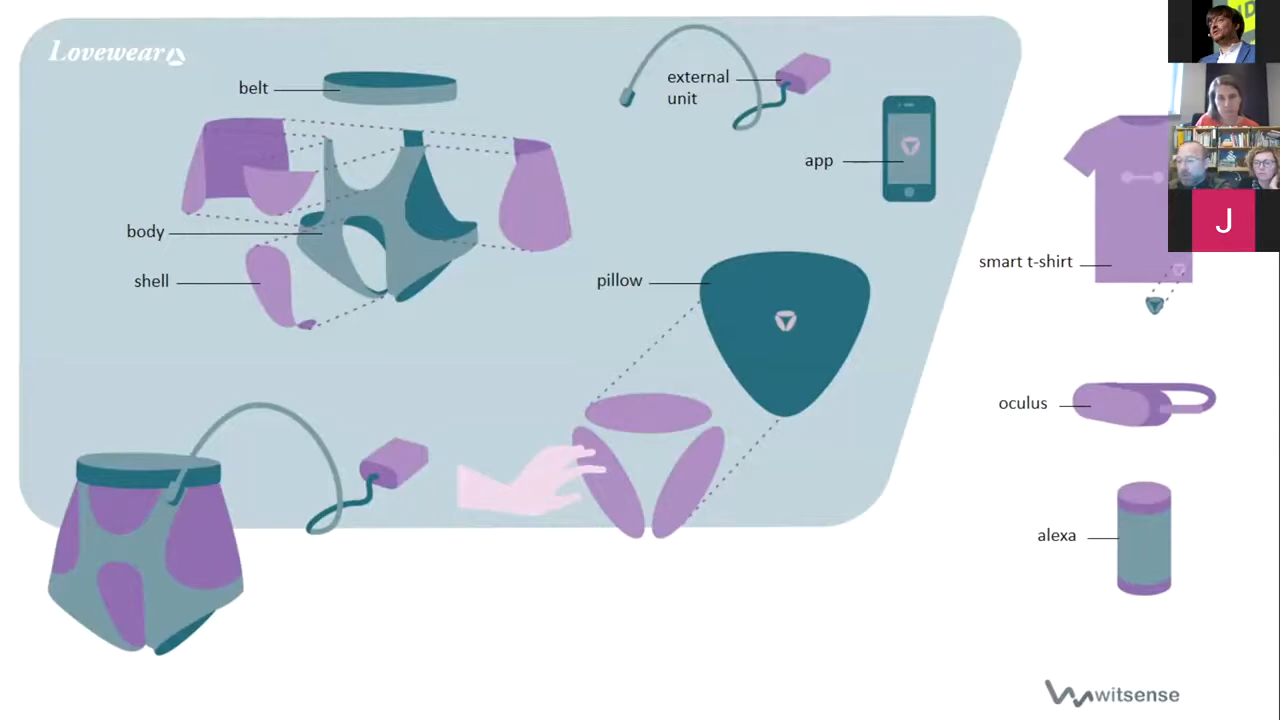 Lovewear
belt
external
unit
app
body
shell
pillow
smart t-shirt
oculus
alexa
witsense
J